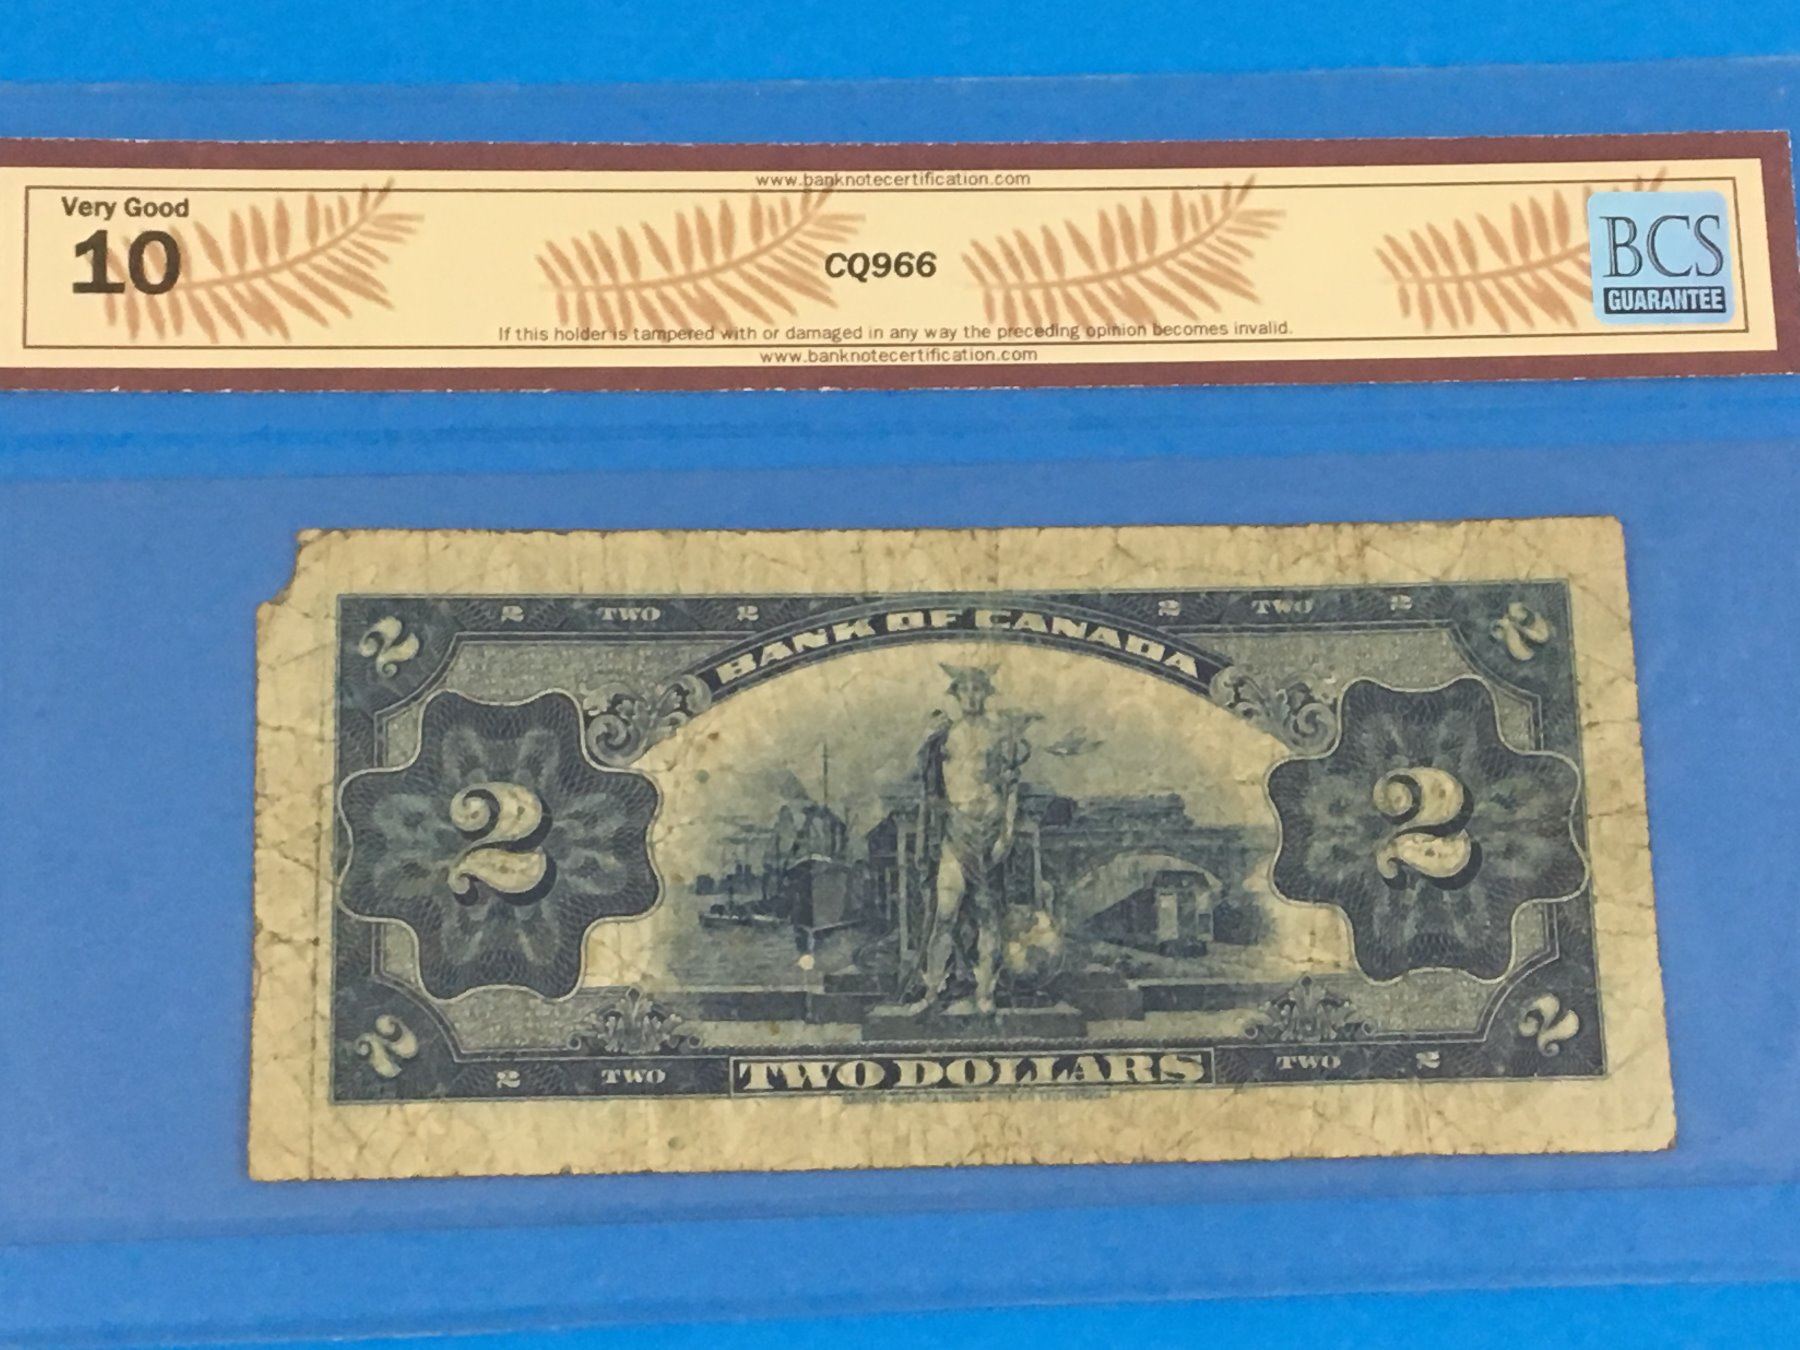 www.banknotecertification.com
Very Good
10
CQ966
BCS
GUARANTEE
If this holder is tampered with or damaged in any way the preceding opinion becomes invalid.
www.banknotecertification.com
2 2 TWO 2 2 TWO 2 2
BANK OF CANADA
2 2
2 2 TWO TWO DOLLARS TWO 2 2